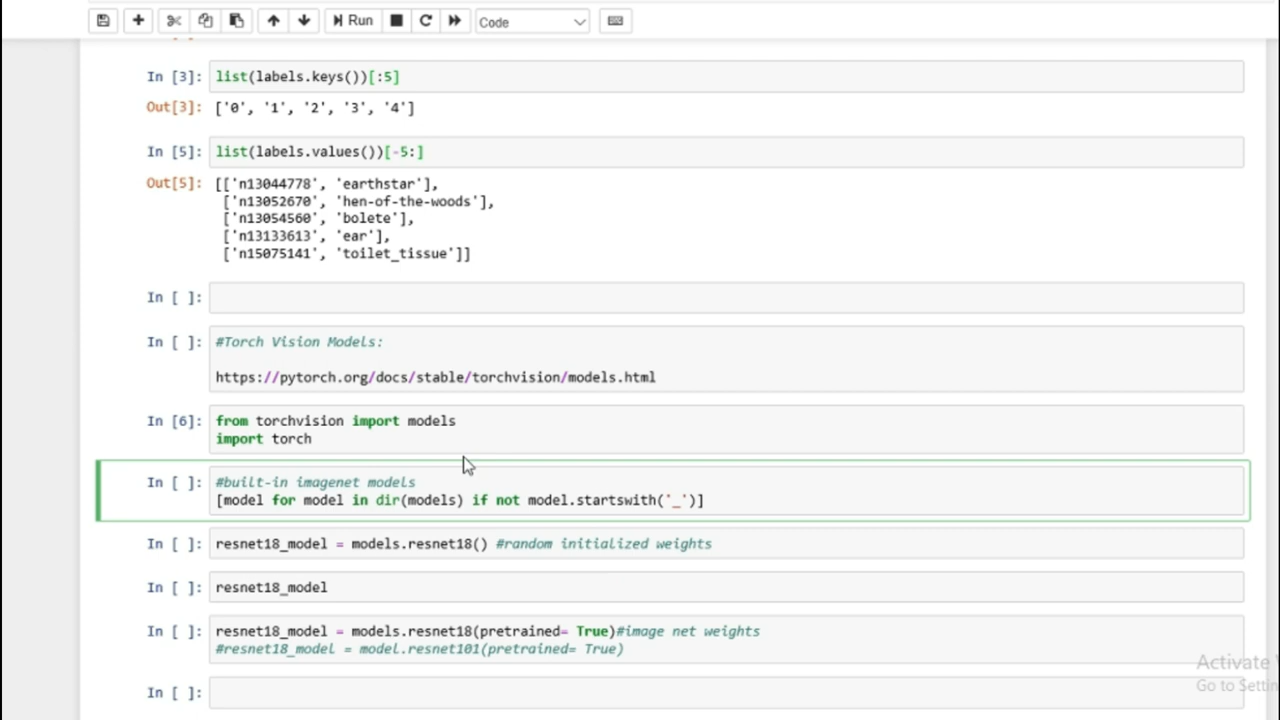 Run
Code
In [3]: list(labels.keys())[:5]
Out[3]: ['0', '1', '2', '3', '4']
In [5]: list(labels.values())[-5:]
Out[5]: [['n13044778', 'earthstar'],
['n13052670', 'hen-of-the-woods'],
['n13054560', 'bolete'],
['n13133613', 'ear'],
['n15075141', 'toilet_tissue']]
In [ ]:
In [ ]: #Torch Vision Models:
https://pytorch.org/docs/stable/torchvision/models.html
In [6]: from torchvision import models
import torch
In [ ]: #built-in imagenet models
[model for model in dir(models) if not model.startswith('_')]
In [ ]: resnet18_model = models.resnet18() #random initialized weights
In [ ]: resnet18_model
In [ ]: resnet18_model = models.resnet18(pretrained= True)#image net weights
#resnet18_model = model.resnet101(pretrained= True)
Activate
Go to Settin
In [ ]: